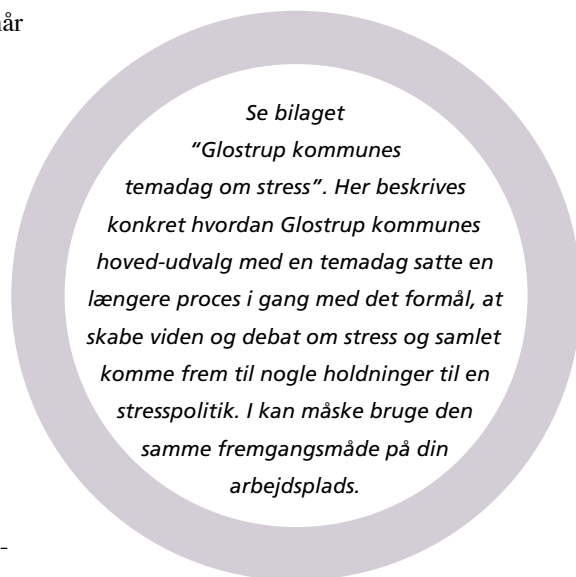 når
Se bilaget
“Glostrup kommunes
temadag om stress”. Her beskrives
konkret hvordan Glostrup kommunes
hoved-udvalg med en temadag satte en
længere proces i gang med det formål, at
skabe viden og debat om stress og samlet
komme frem til nogle holdninger til en
stresspolitik. I kan måske bruge den
samme fremgangsmåde på din
arbejdsplads.
-